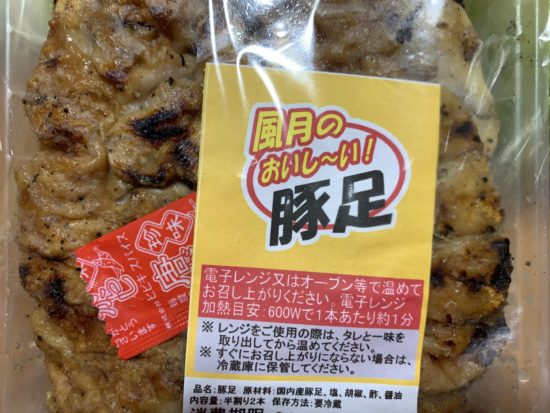 風月の
おいし〜い!
豚足
電子レンジ又はオーブン等で温めて
お召し上がりください。電子レンジ
加熱目安:600Wで1本あたり約1分
※ レンジをご使用の際は、タレと一味を
取り出してから温めてください。
※ すぐにお召し上がりにならない場合は、
冷蔵庫に保管してください。
品名:豚足 原材料:国内産豚足、塩、胡椒、酢、醤油
内容量:半割り2本 保存方法:要冷蔵
消費期限
珍味